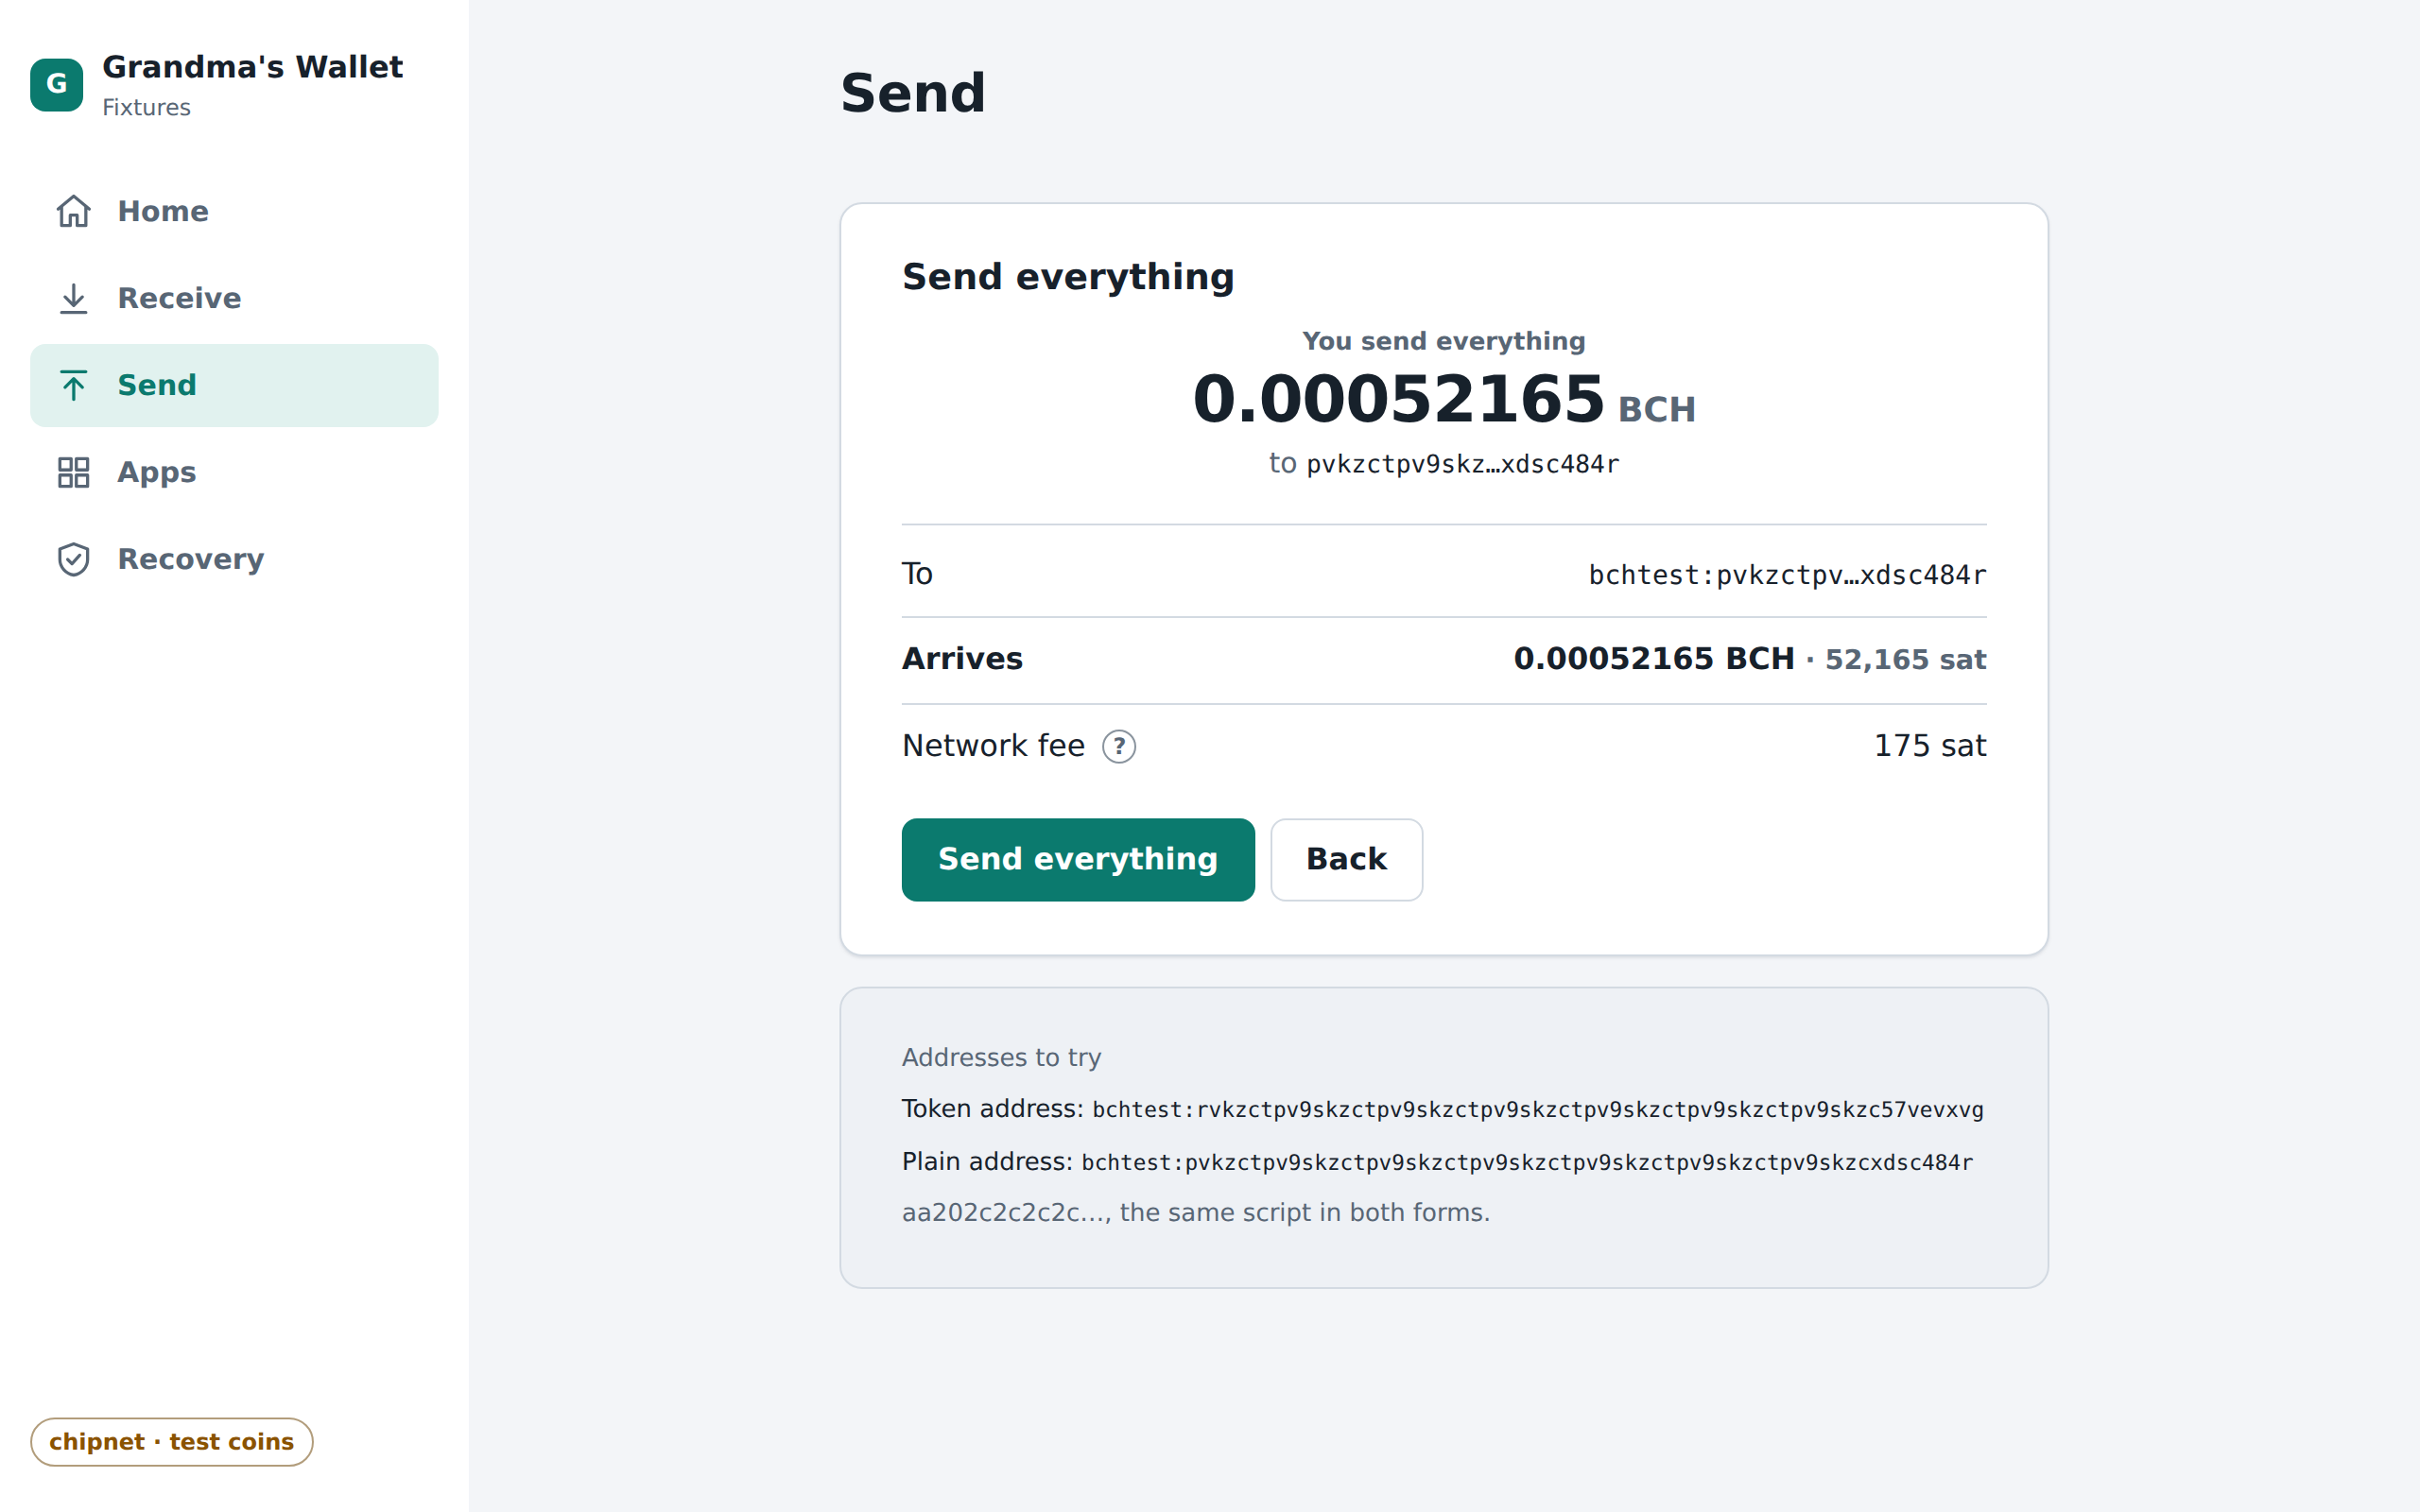 G
Grandma's Wallet
Fixtures
Home
Receive
Send
Apps
Recovery
chipnet · test coins
Send
Send everything
You send everything
0.00052165 BCH
to pvkzctpv9skz…xdsc484r
To bchtest:pvkzctpv…xdsc484r
Arrives 0.00052165 BCH · 52,165 sat
Network fee ? 175 sat
Send everything Back
Addresses to try
Token address: bchtest:rvkzctpv9skzctpv9skzctpv9skzctpv9skzctpv9skzctpv9skzc57vevxvg
Plain address: bchtest:pvkzctpv9skzctpv9skzctpv9skzctpv9skzctpv9skzctpv9skzcxdsc484r
aa202c2c2c2c…, the same script in both forms.